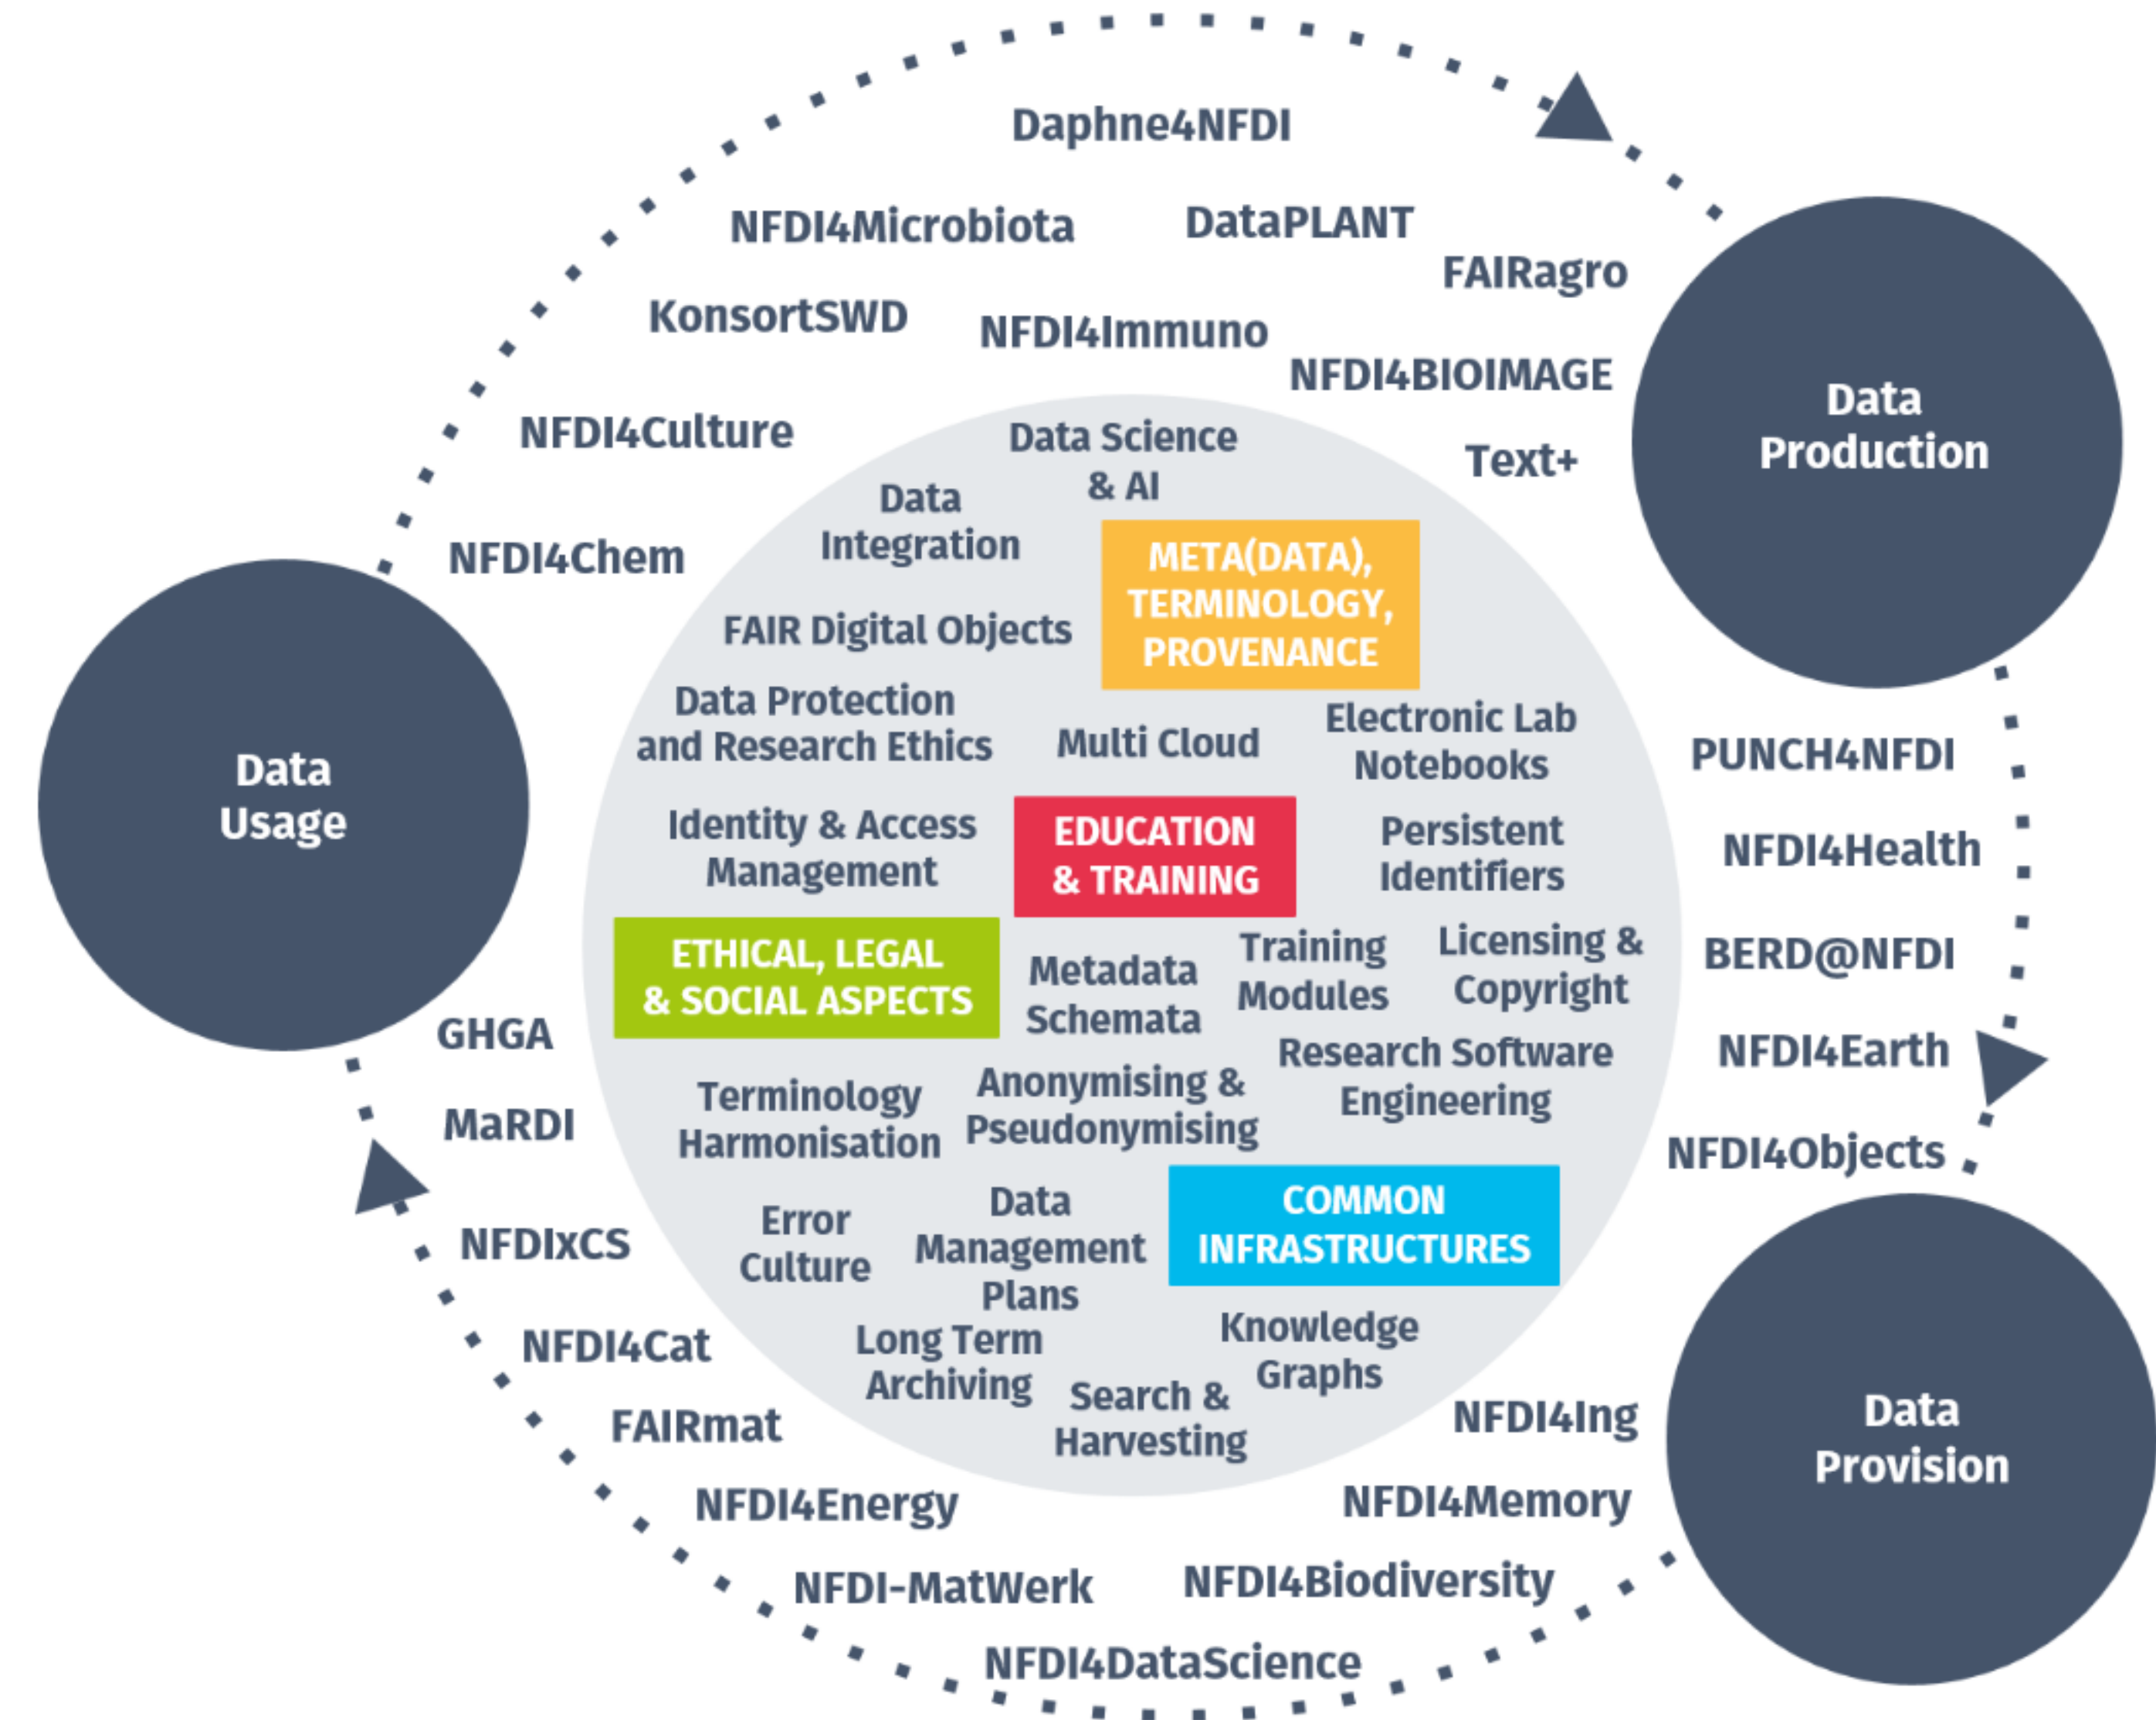 Daphne4NFDI
NFDI4Microbiota
DataPLANT
FAIRagro
KonsortSWD
NFDI4Immuno
NFDI4BIOIMAGE
NFDI4Culture
Text+
NFDI4Chem
Data
Production
Data
Usage
Data Science
& AI
Data
Integration
META(DATA),
TERMINOLOGY,
PROVENANCE
FAIR Digital Objects
Data Protection
and Research Ethics
Multi Cloud
Electronic Lab
Notebooks
Identity & Access
Management
EDUCATION
& TRAINING
Persistent
Identifiers
ETHICAL, LEGAL
& SOCIAL ASPECTS
Metadata
Schemata
Training
Modules
Licensing &
Copyright
Terminology
Harmonisation
Anonymising &
Pseudonymising
Research Software
Engineering
Error
Culture
Data
Management
Plans
COMMON
INFRASTRUCTURES
Long Term
Archiving
Search &
Harvesting
Knowledge
Graphs
PUNCH4NFDI
NFDI4Health
BERD@NFDI
NFDI4Earth
NFDI4Objects
Data
Provision
GHGA
MaRDI
NFDIxCS
NFDI4Cat
FAIRmat
NFDI4Energy
NFDI-MatWerk
NFDI4Ing
NFDI4Memory
NFDI4Biodiversity
NFDI4DataScience